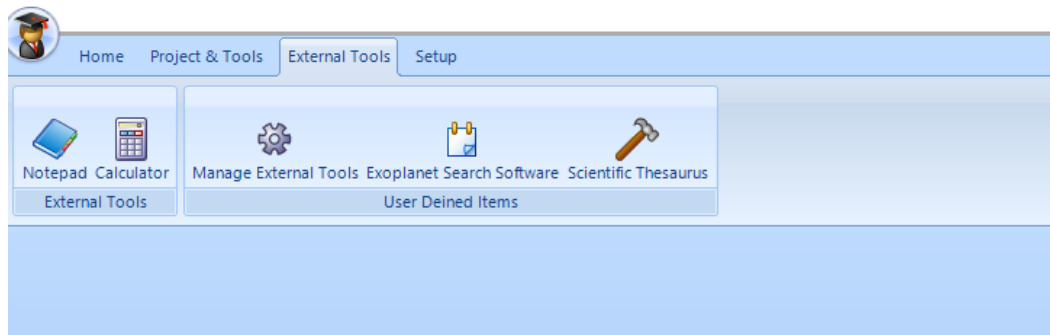 Home Project & Tools External Tools Setup
Notepad Calculator Manage External Tools Exoplanet Search Software Scientific Thesaurus
External Tools User Deined Items